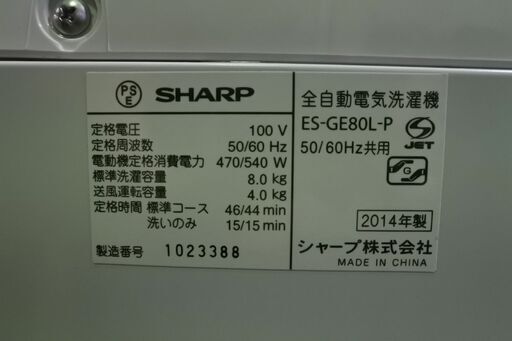 PS
E
SHARP
定格電圧 100 V
定格周波数 50/60 Hz
電動機定格消費電力 470/540 W
標準洗濯容量 8.0 kg
送風運転容量 4.0 kg
定格時間 標準コース 46/44 min
洗いのみ 15/15 min
製造番号 1023388
全自動電気洗濯機
ES-GE80L-P
50/60Hz共用
S
JET
G
2014年製
シャープ株式会社
MADE IN CHINA